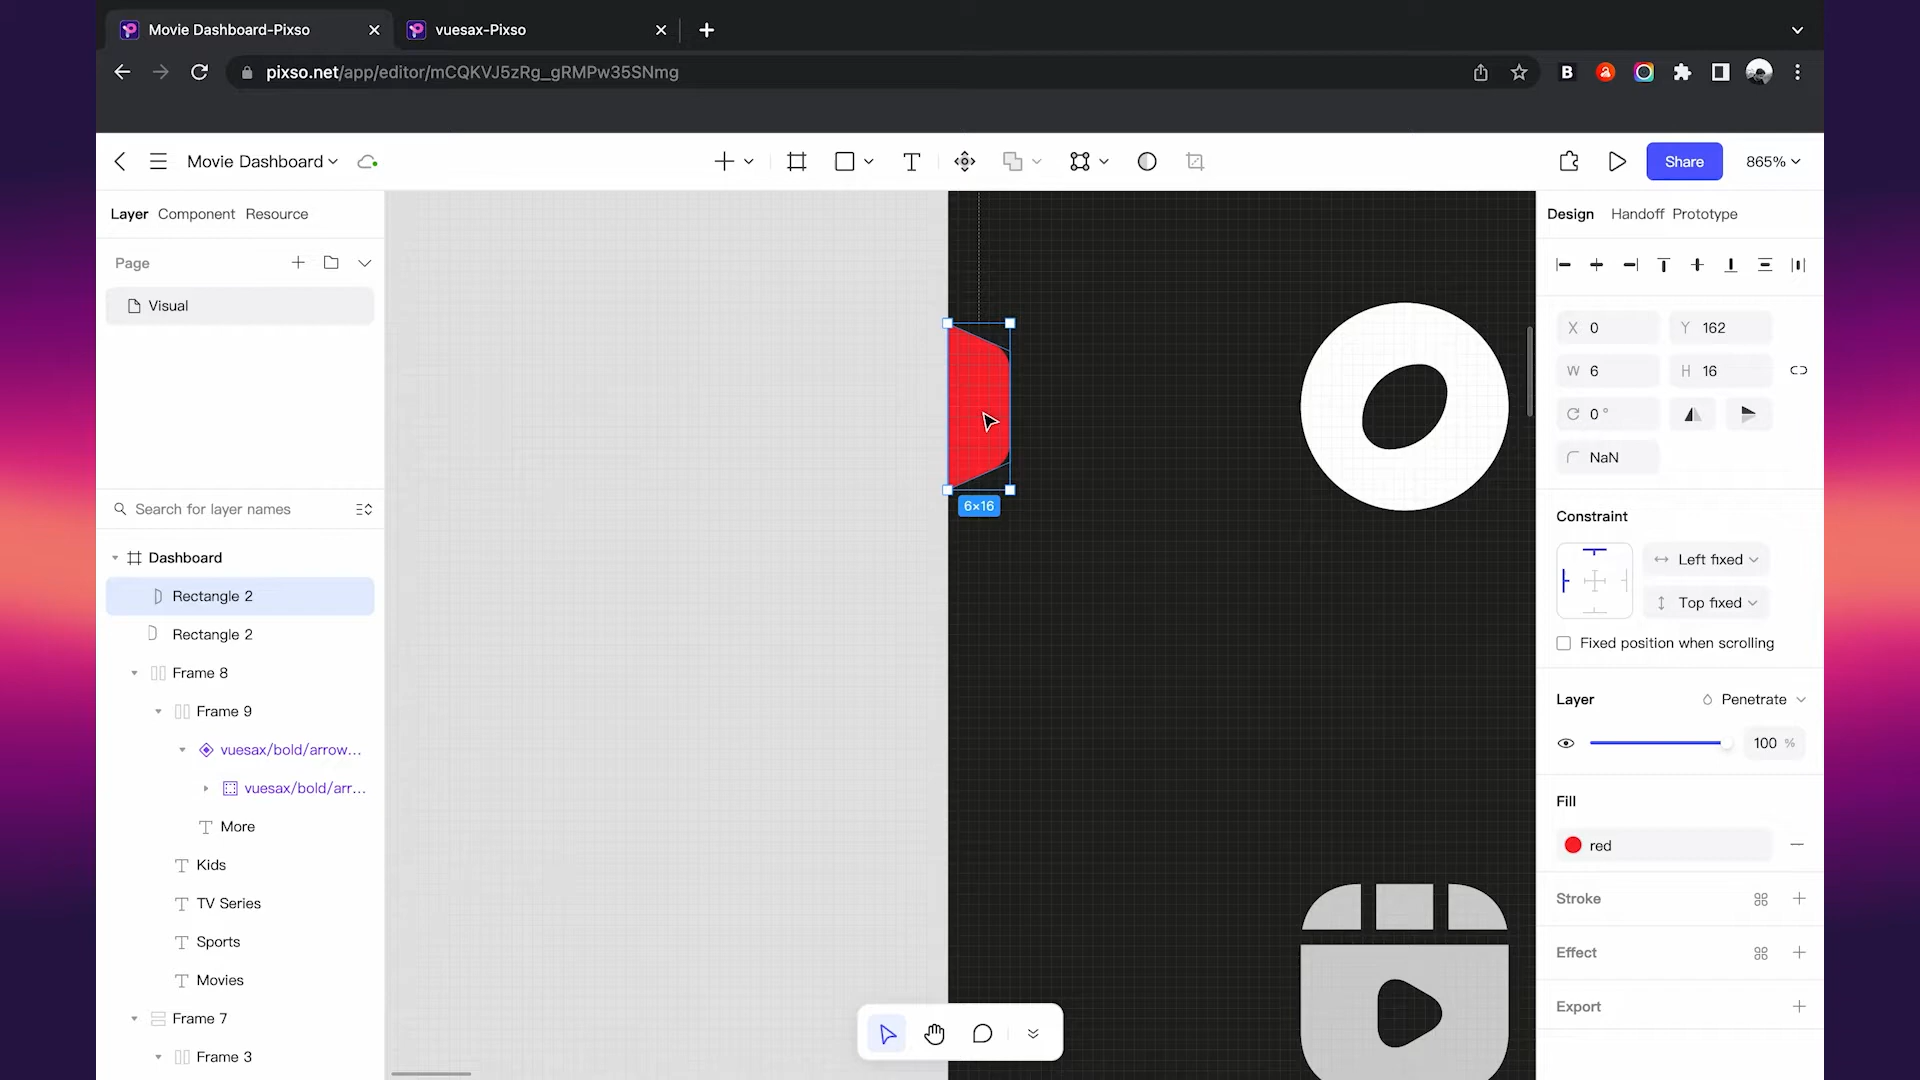 Movie Dashboard-Pixso
vuesax-Pixso
pixso.net/app/editor/mCQKVJ5zRg_gRMPw35SNmg
Movie Dashboard
Share
865%
Layer Component Resource
Design Handoff Prototype
Page
Visual
X 0
Y 162
W 6
H 16
0 °
NaN
6×16
Search for layer names
Constraint
Dashboard
Left fixed
Rectangle 2
Top fixed
Rectangle 2
Fixed position when scrolling
Frame 8
Layer
Penetrate
Frame 9
vuesax/bold/arrow...
100 %
vuesax/bold/arr...
Fill
More
red
Kids
TV Series
Stroke
Sports
Effect
Movies
Export
Frame 7
Frame 3